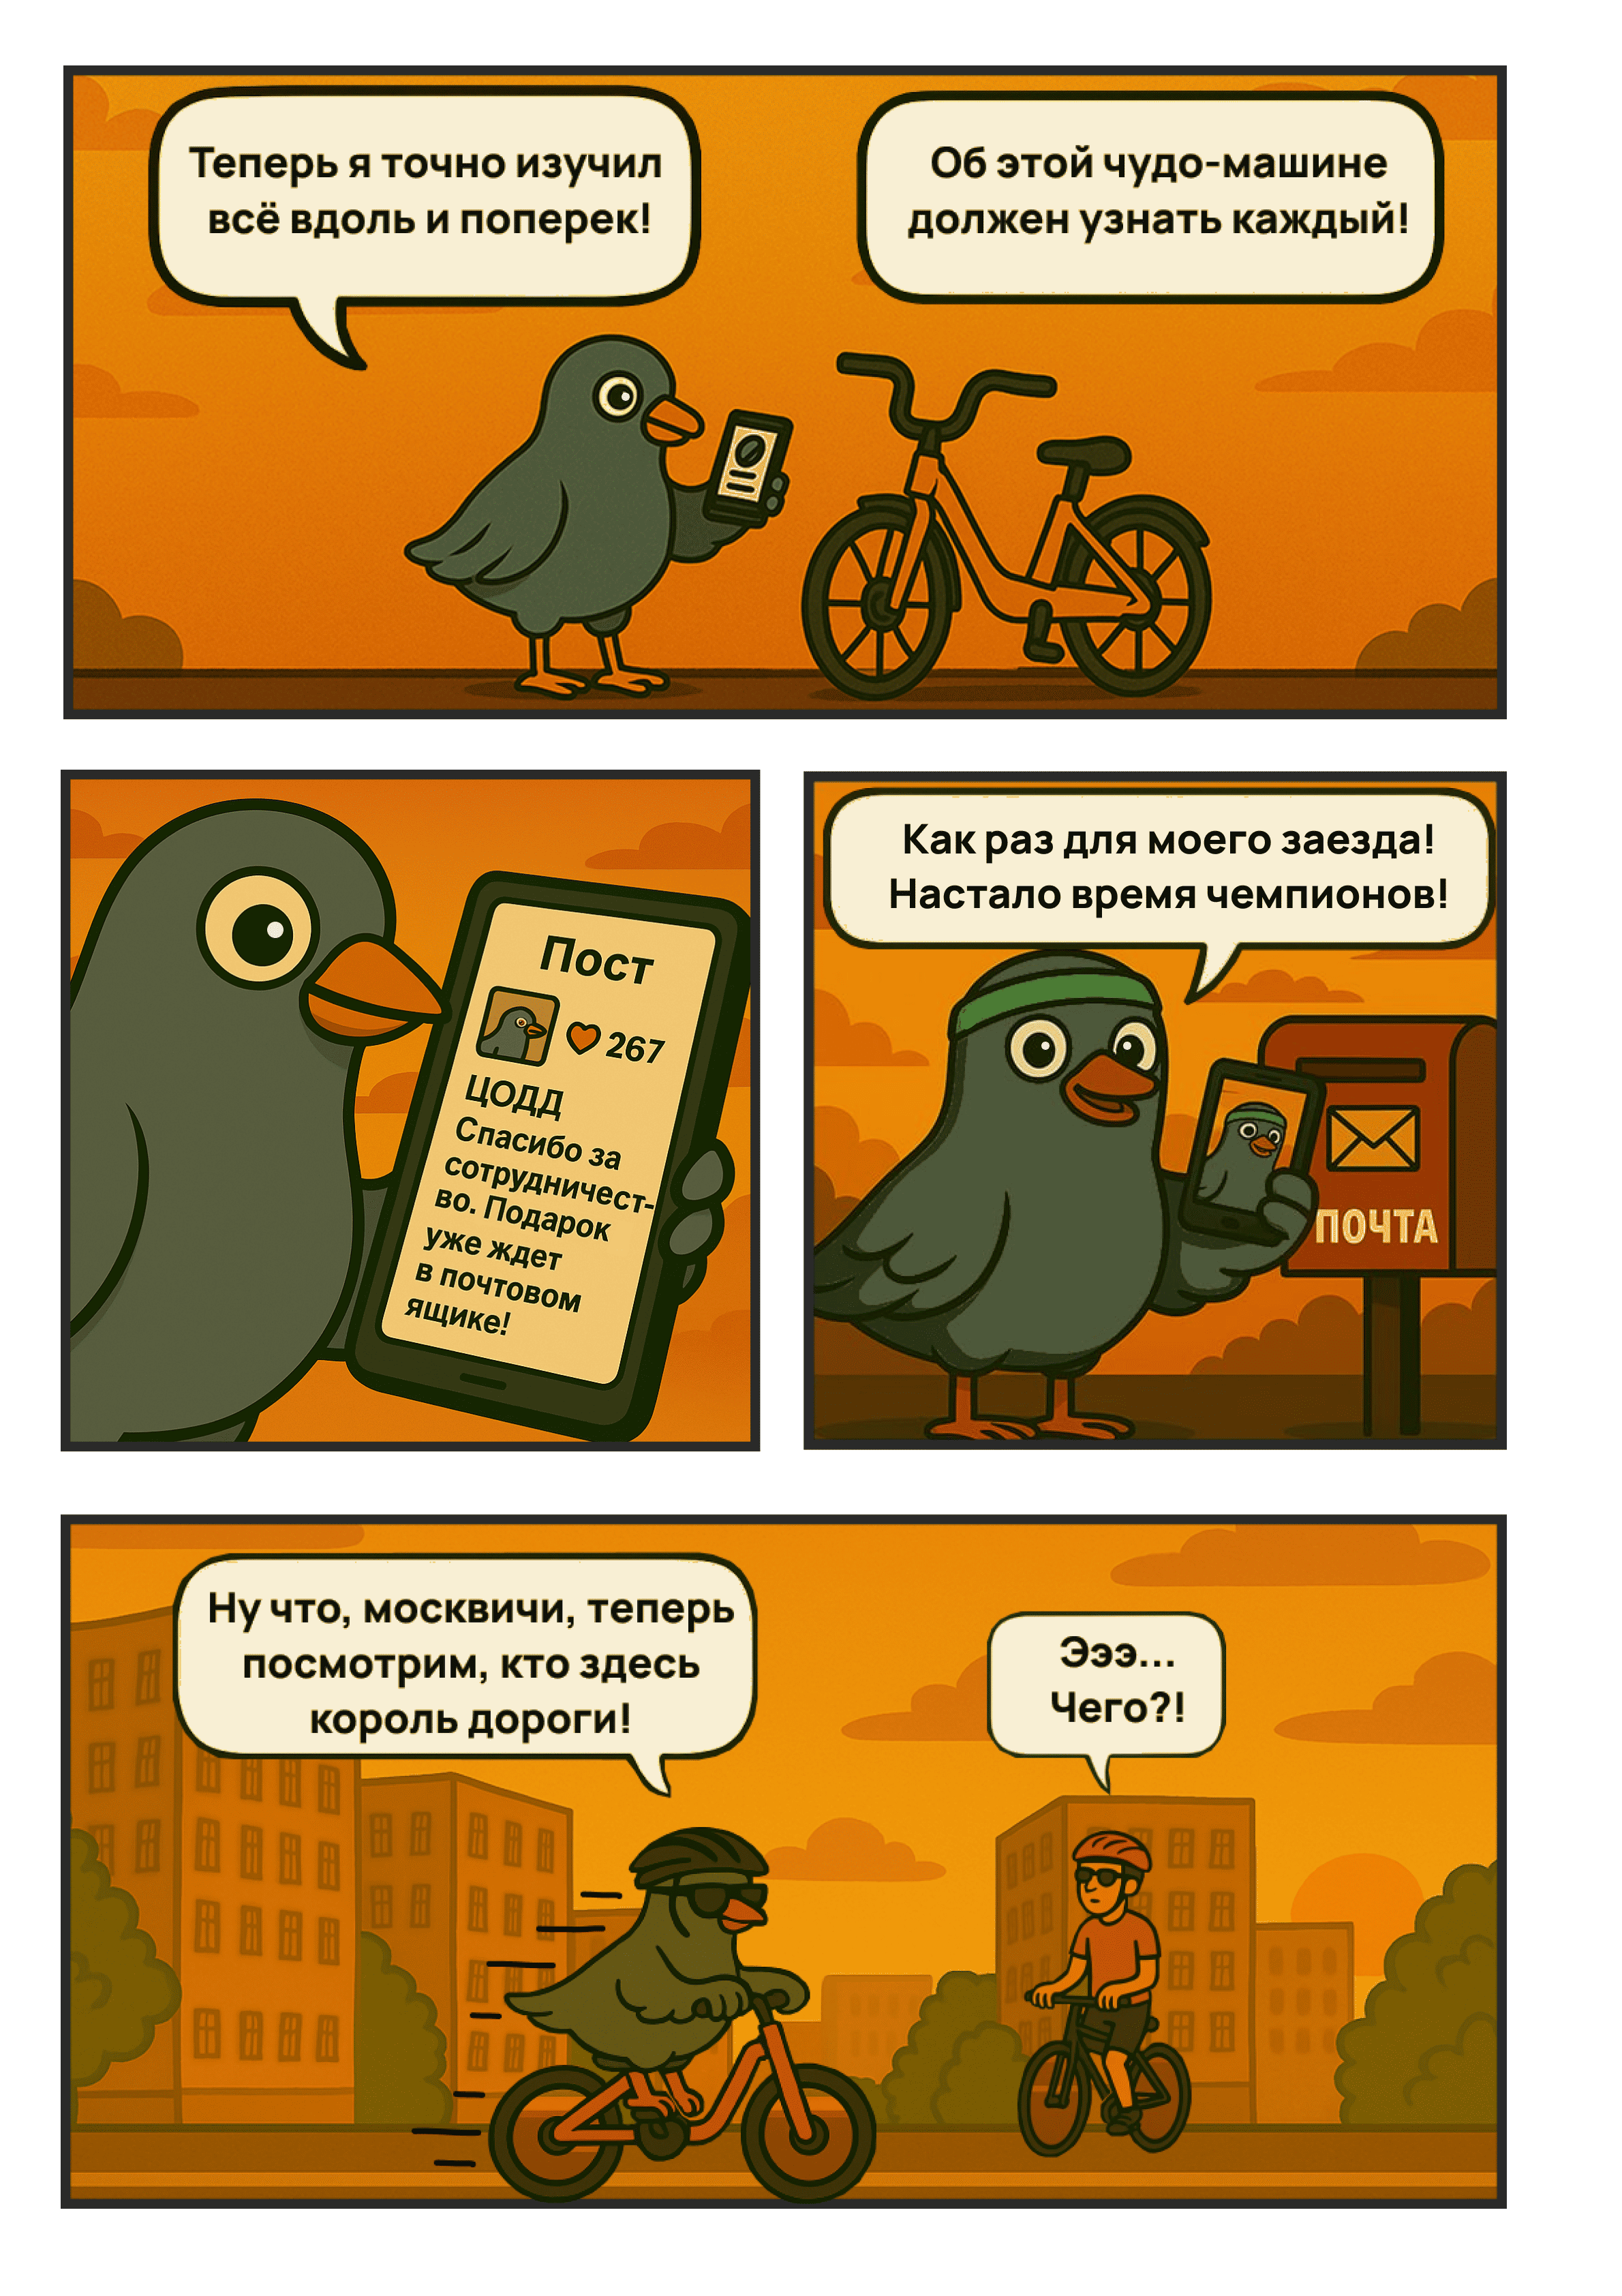 Теперь я точно изучил
всё вдоль и поперек!
Об этой чудо-машине
должен узнать каждый!
Пост
267
ЦОДД
Спасибо за
сотрудничест-
во. Подарок
уже ждет
в почтовом
ящике!
Как раз для моего заезда!
Настало время чемпионов!
ПОЧТА
Ну что, москвичи, теперь
посмотрим, кто здесь
король дороги!
Эээ...
Чего?!